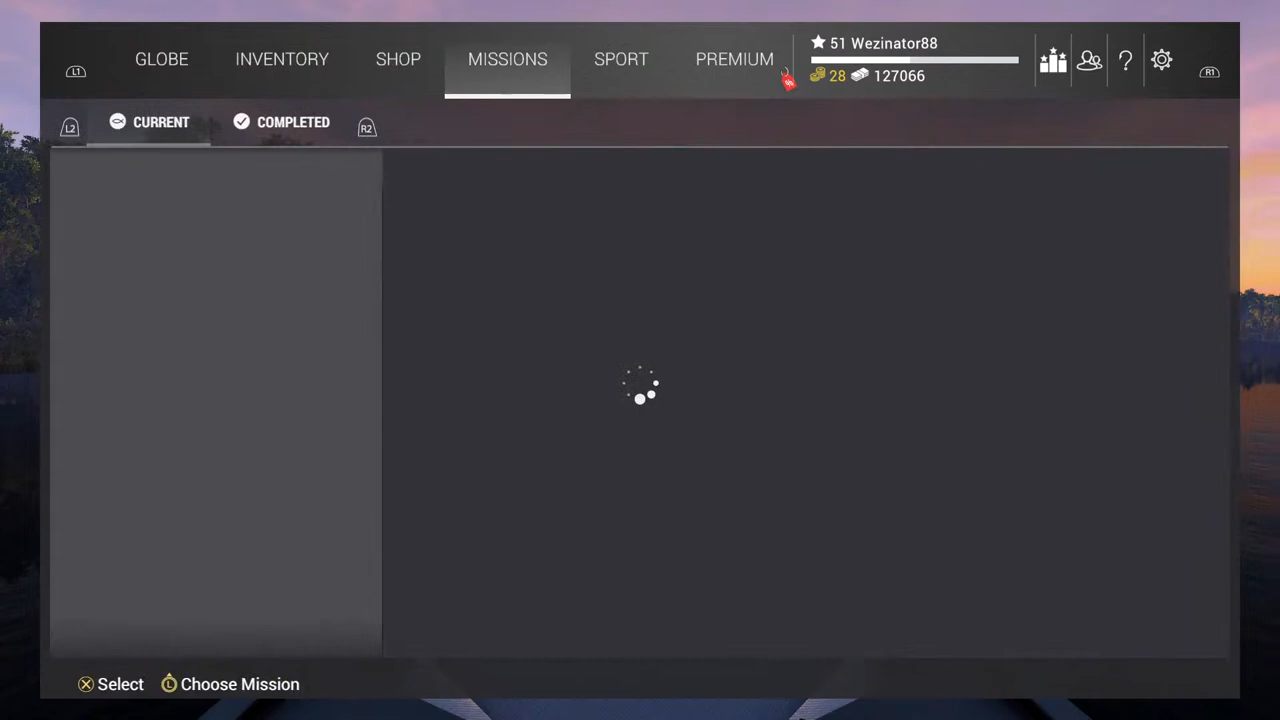 L1 GLOBE INVENTORY SHOP MISSIONS SPORT PREMIUM % 51 Wezinator88 ? R1
28 127066
L2 CURRENT COMPLETED R2
Select L Choose Mission